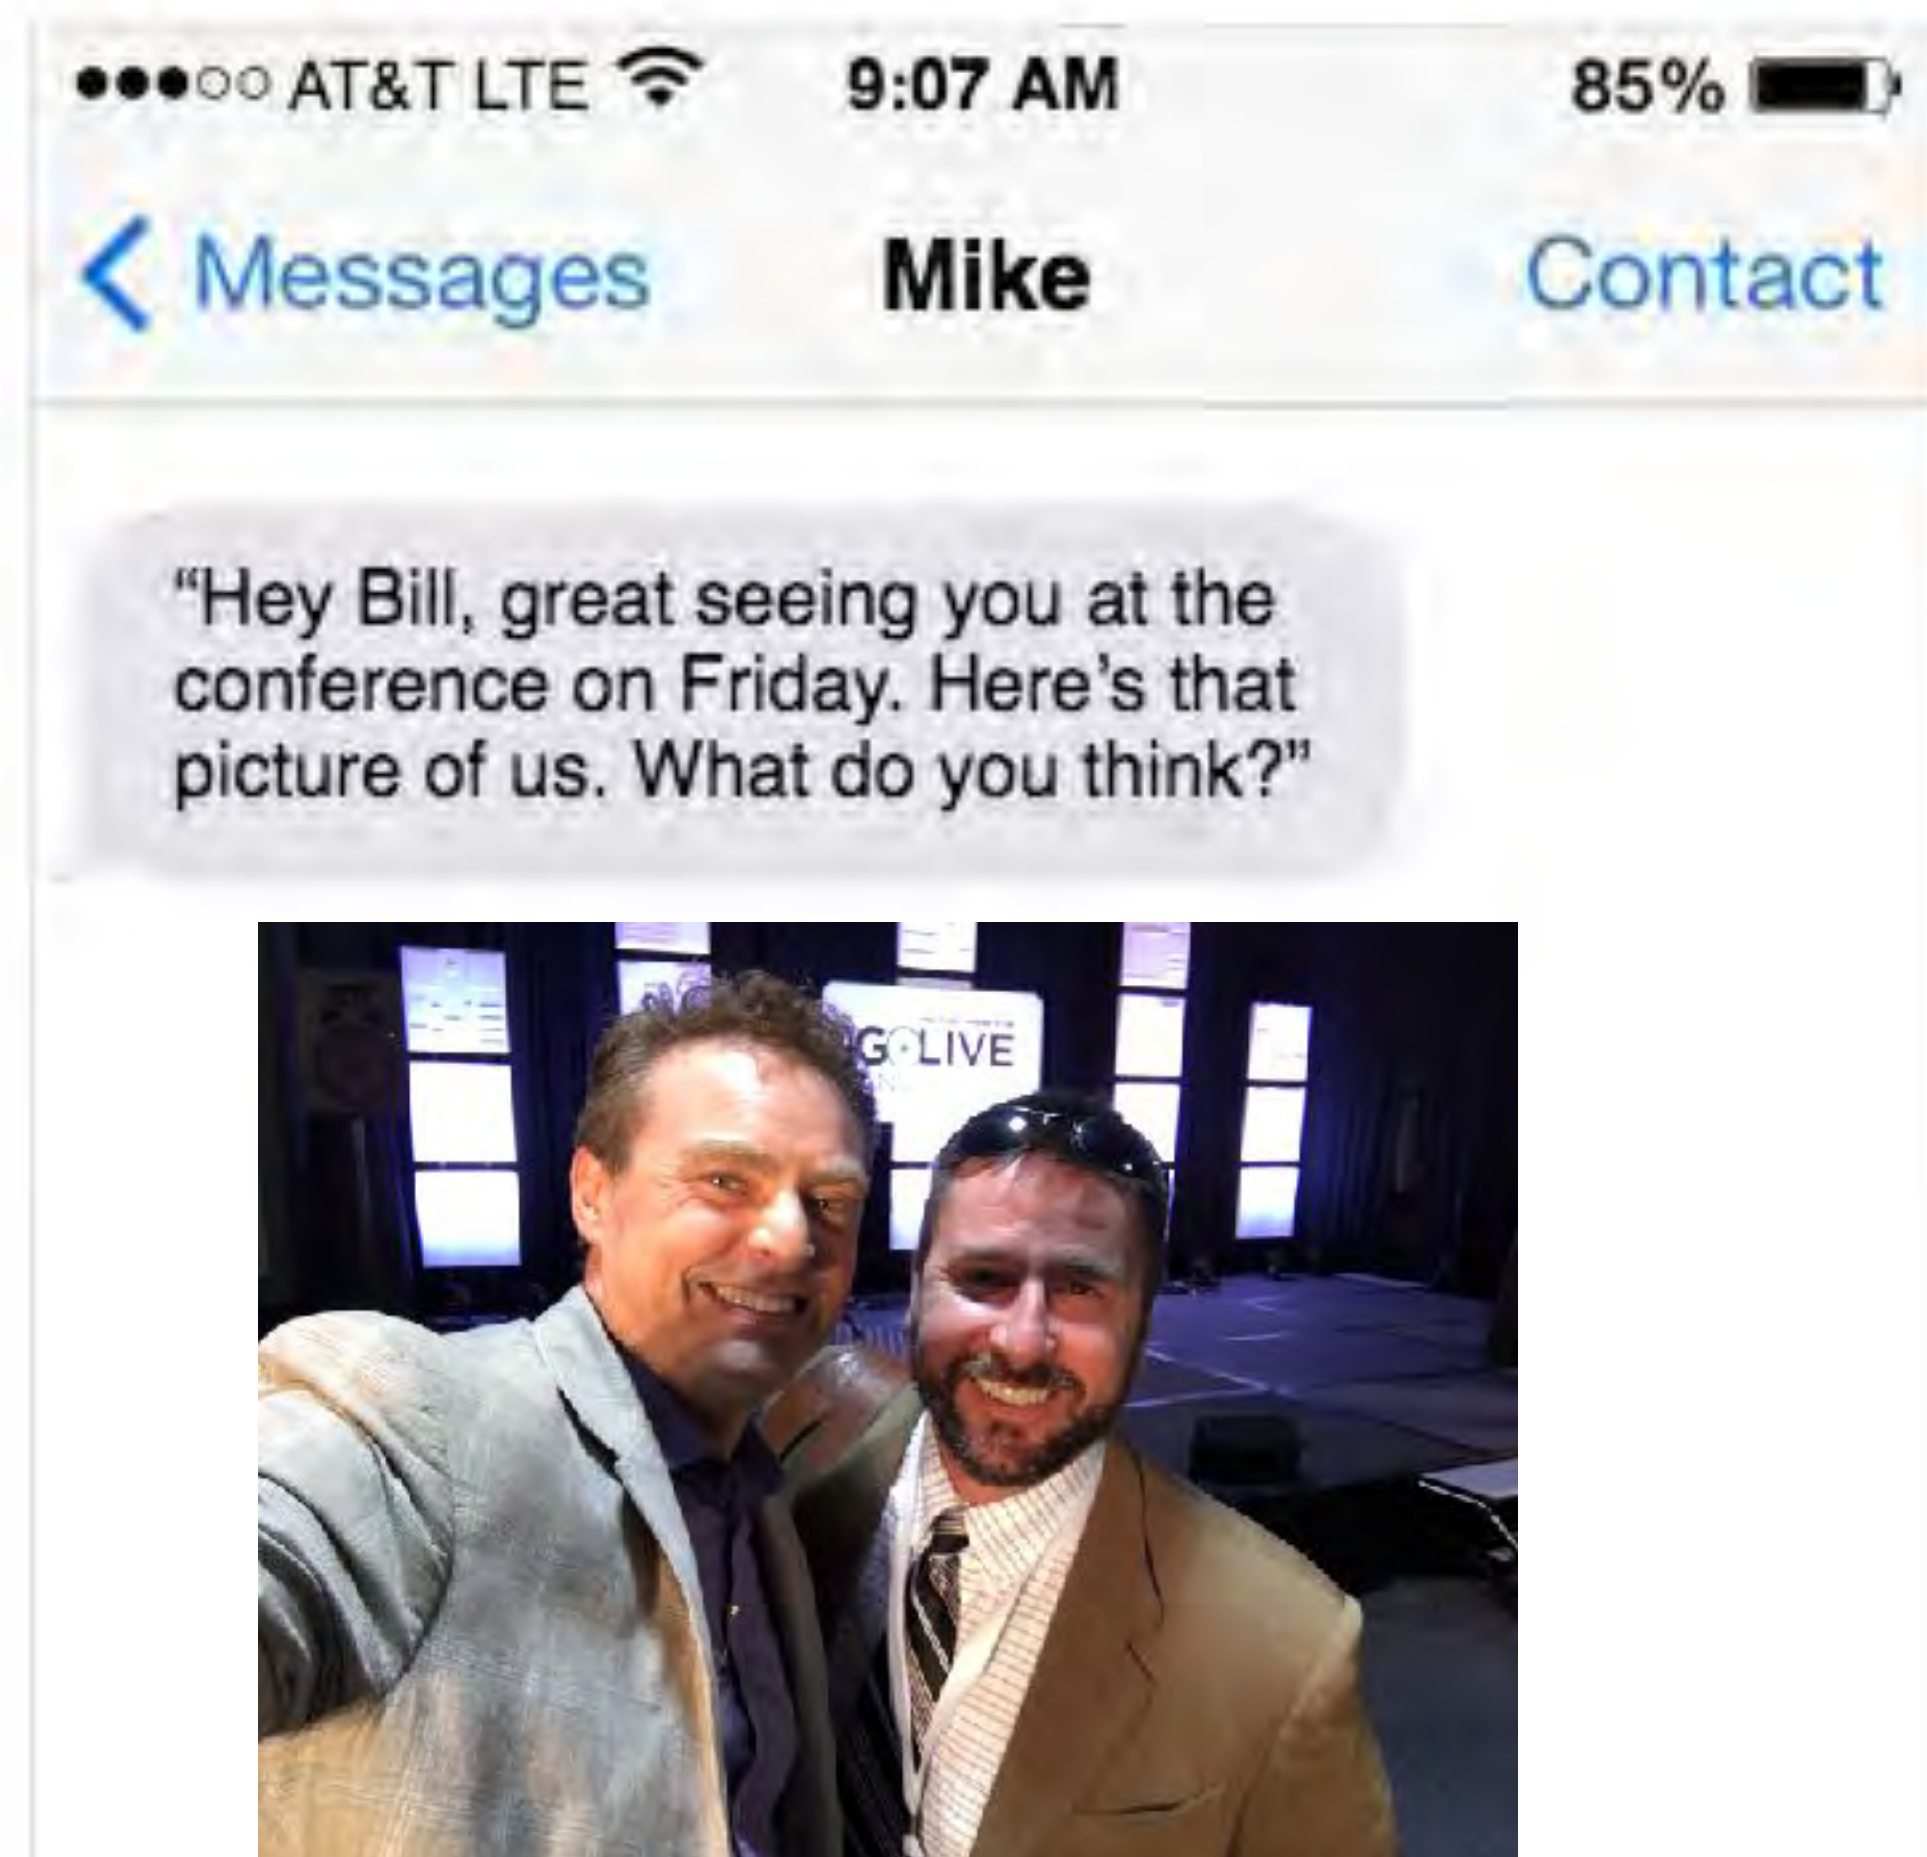 AT&T LTE 9:07 AM 85%
Messages Mike Contact
“Hey Bill, great seeing you at the
conference on Friday. Here’s that
picture of us. What do you think?”
GOLIVE